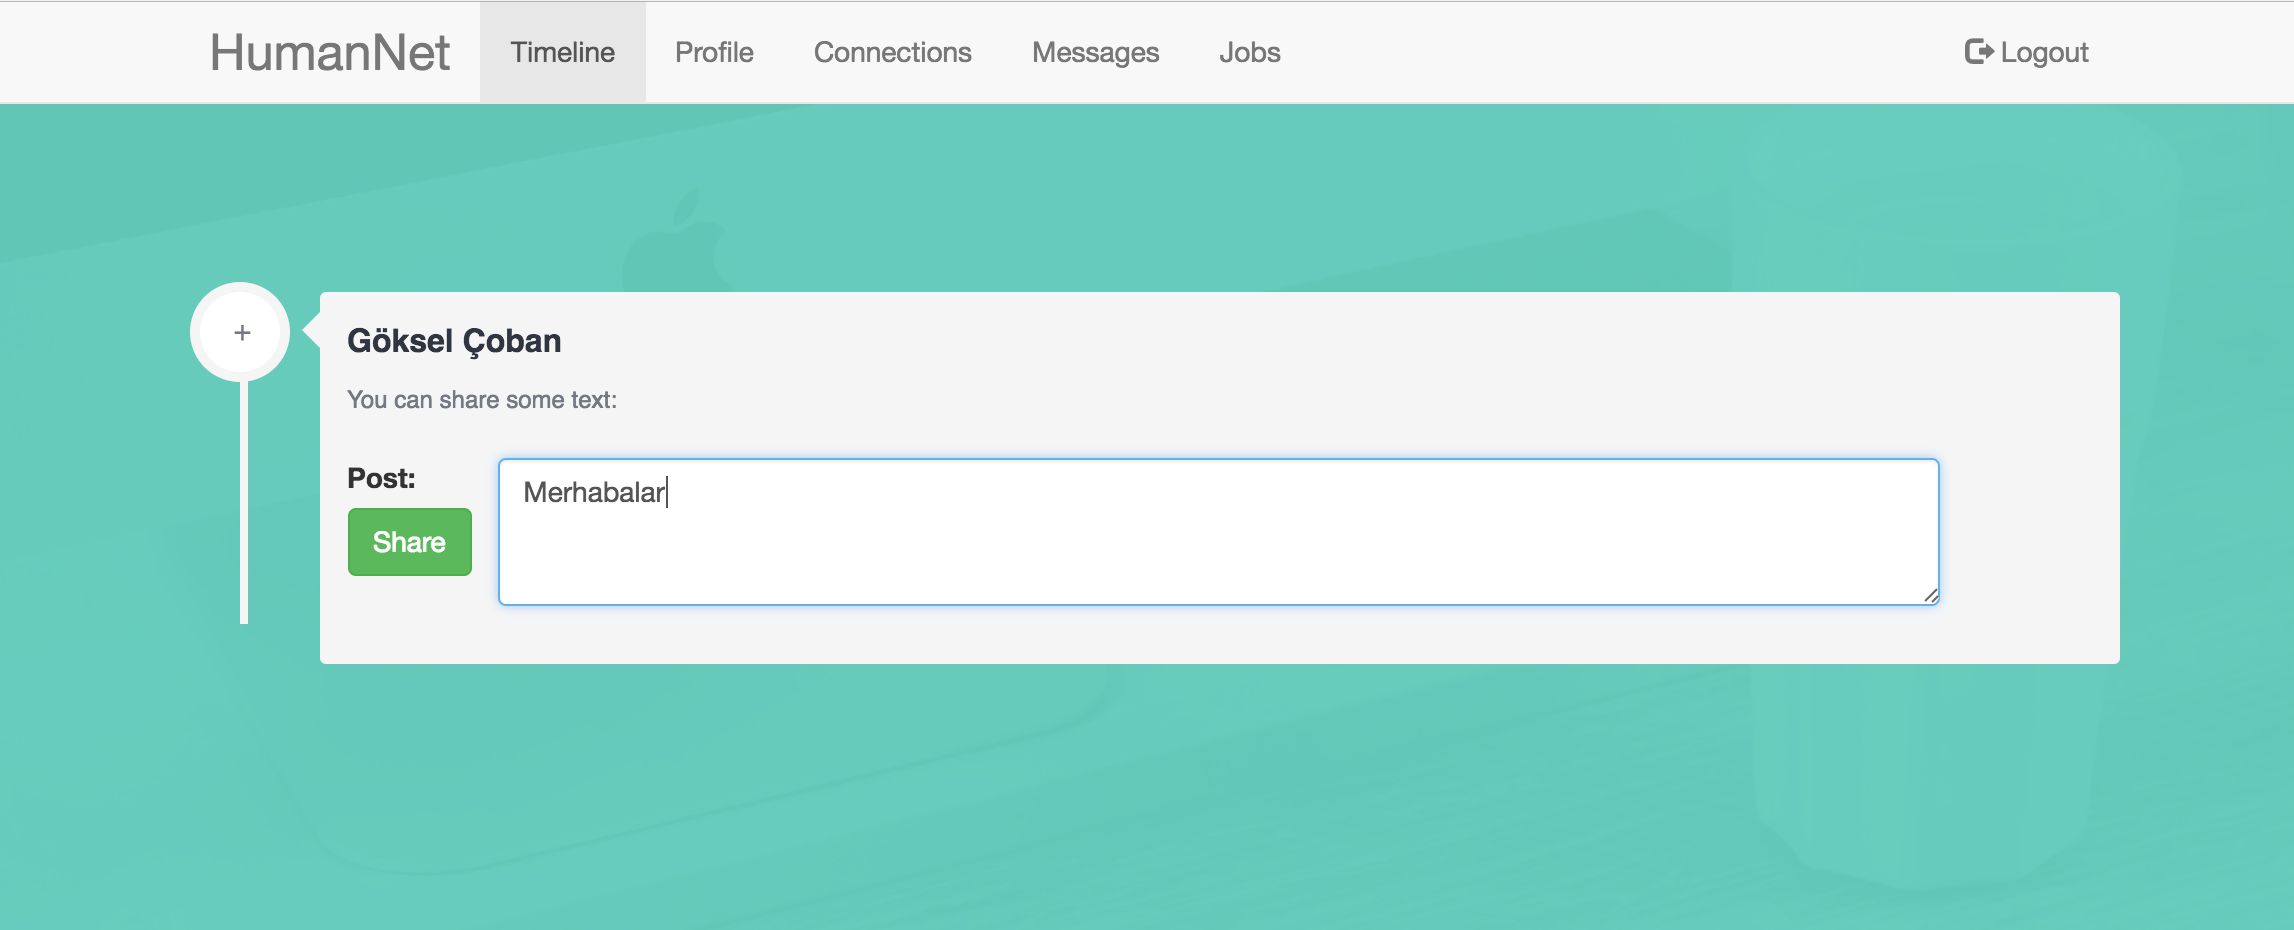 HumanNet Timeline Profile Connections Messages Jobs Logout
+
Göksel Çoban
You can share some text:
Post:
Merhabalar
Share